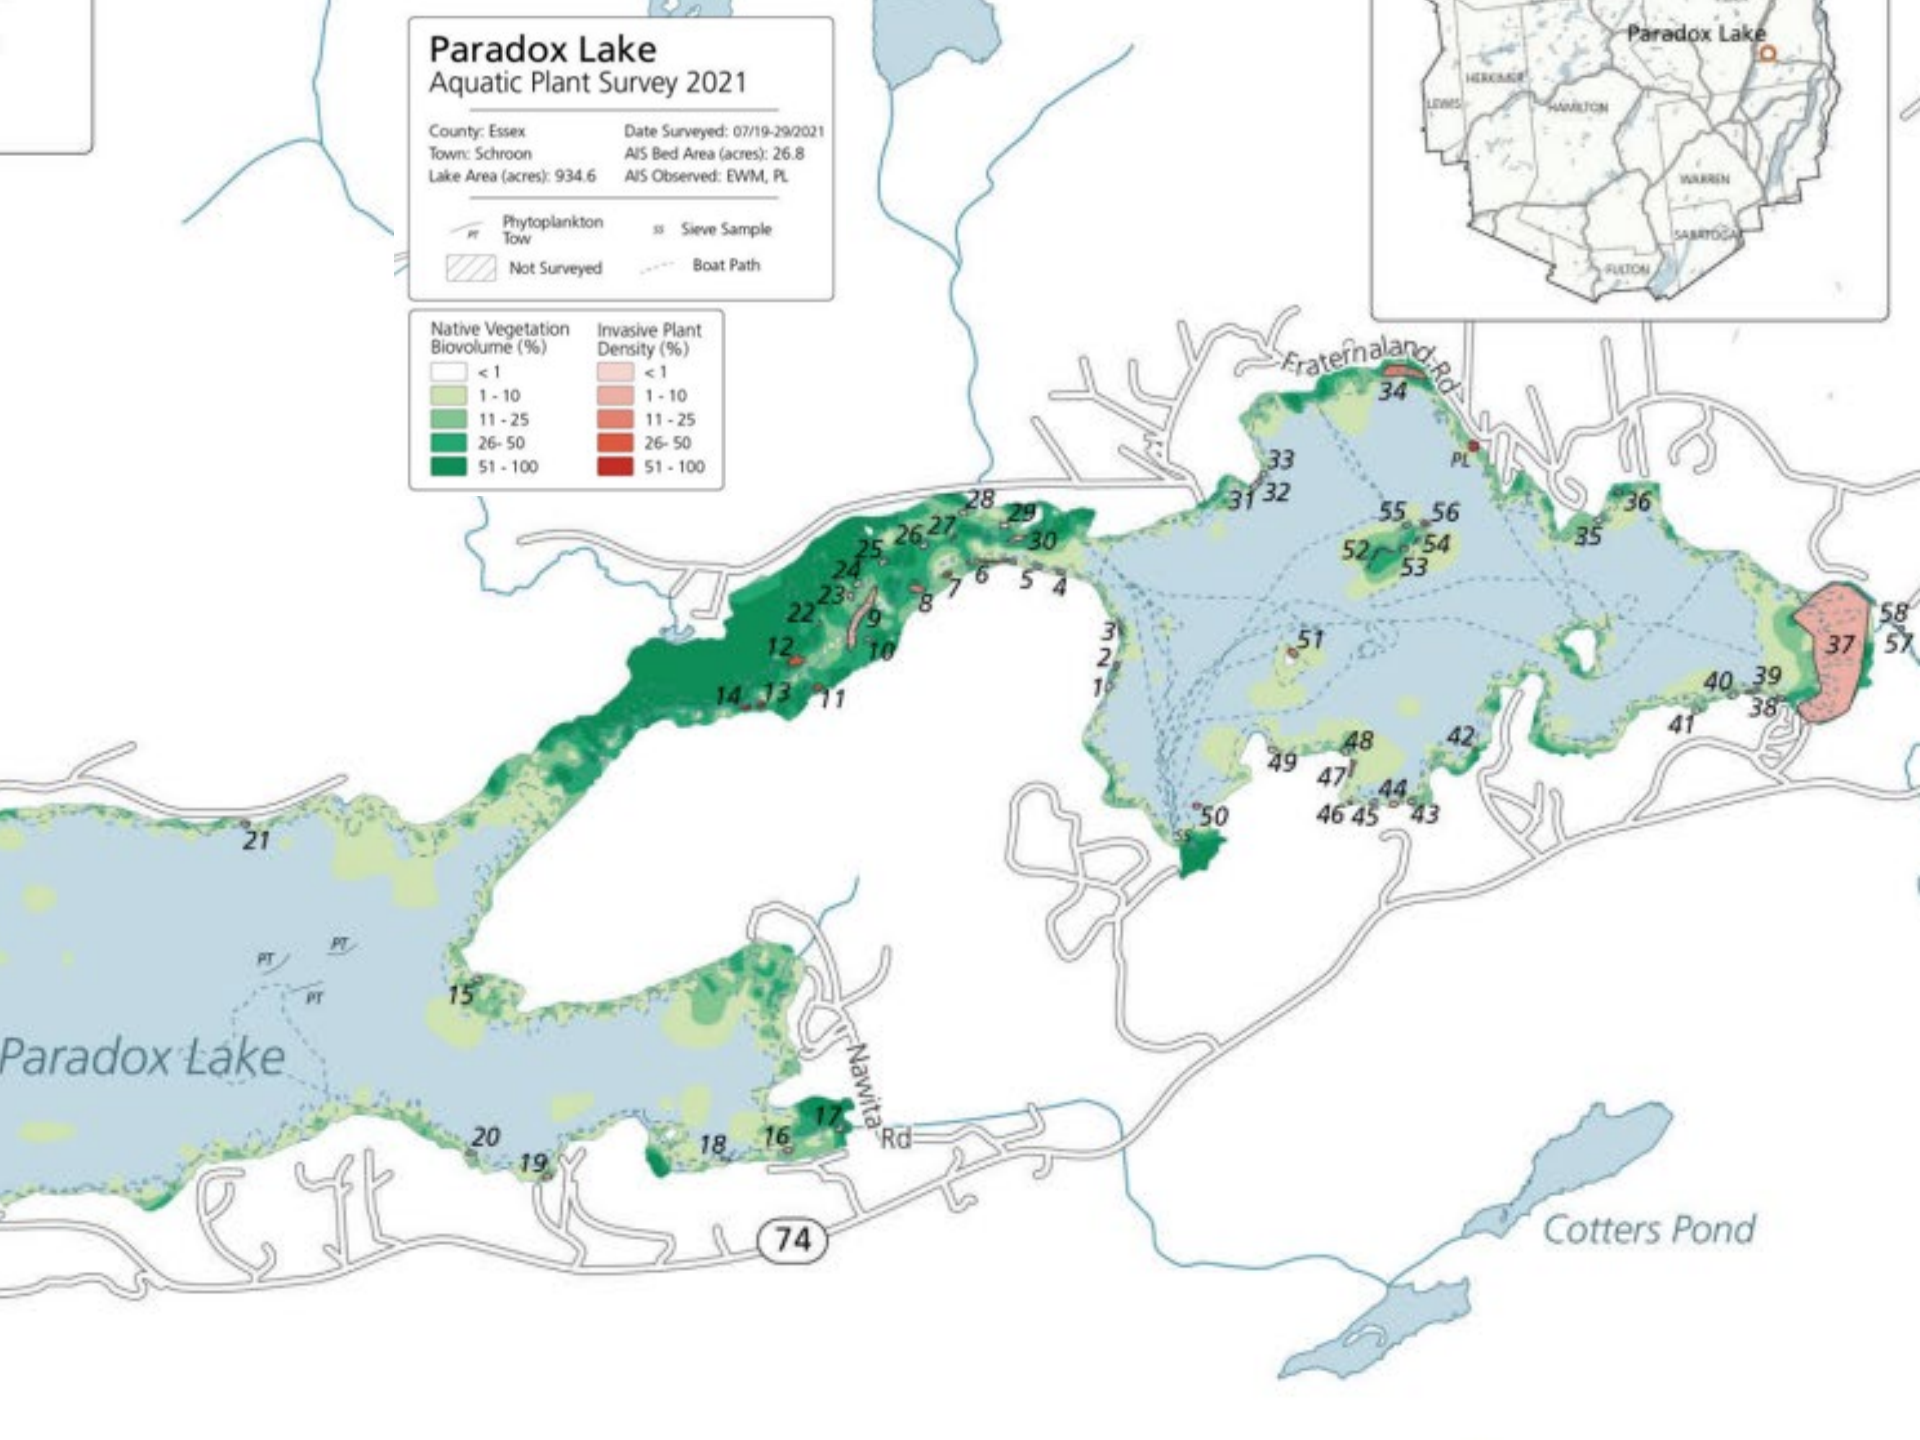 Paradox Lake
Aquatic Plant Survey 2021
County: Essex
Date Surveyed: 07/19-29/2021
Town: Schroon
AIS Bed Area (acres): 26.8
Lake Area (acres): 934.6
AIS Observed: EWM, PL
PT
Phytoplankton
Tow
SS
Sieve Sample
Not Surveyed
Boat Path
Native Vegetation
Biovolume (%)
< 1
1 - 10
11 - 25
26- 50
51 - 100
Invasive Plant
Density (%)
< 1
1 - 10
11 - 25
26- 50
51 - 100
Paradox Lake
HERKIMER
LEWIS
HAMILTON
WARREN
SARATOGA
FULTON
Fraternaland Rd
34
PL
33
32
31
36
35
55
56
54
52
53
28
29
27
26
30
25
24
6
5
4
7
23
8
22
9
10
12
11
13
14
3
2
1
51
58
57
37
39
40
38
41
42
48
49
47
44
46
45
43
50
SS
21
PT
PT
PT
15
Paradox Lake
Nawita Rd
17
16
18
20
19
74
Cotters Pond